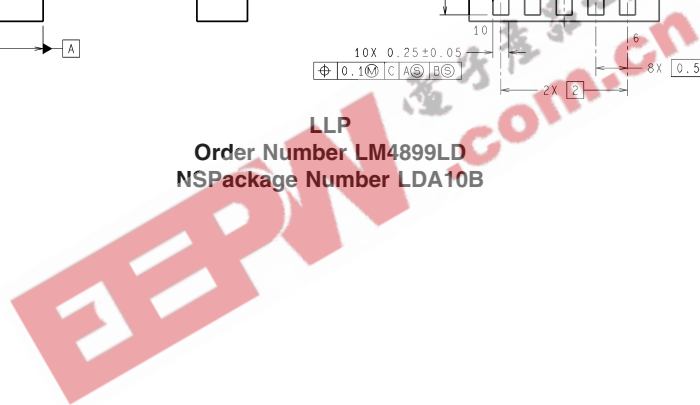 10
6
A
10X 0.25±0.05
⌖ 0.1Ⓜ C AⓈ BⓈ
8X 0.5
2X 2
LLP
Order Number LM4899LD
NSPackage Number LDA10B
EEPW
.com.cn